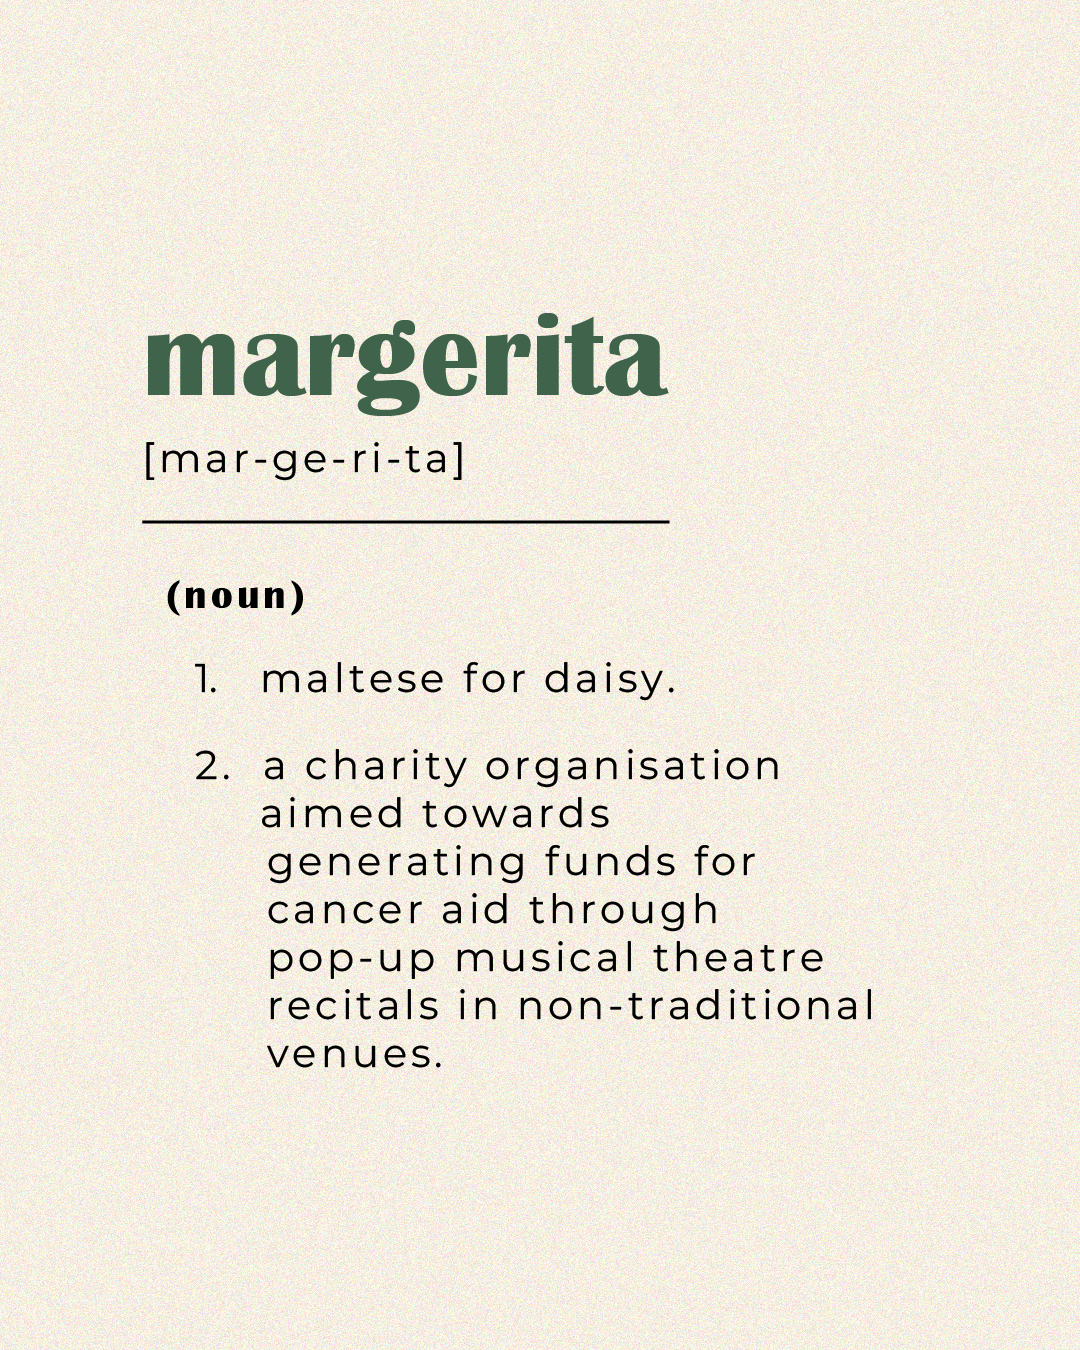 margerita
[mar-ge-ri-ta]
(noun)
1. maltese for daisy.
2. a charity organisation
aimed towards
generating funds for
cancer aid through
pop-up musical theatre
recitals in non-traditional
venues.